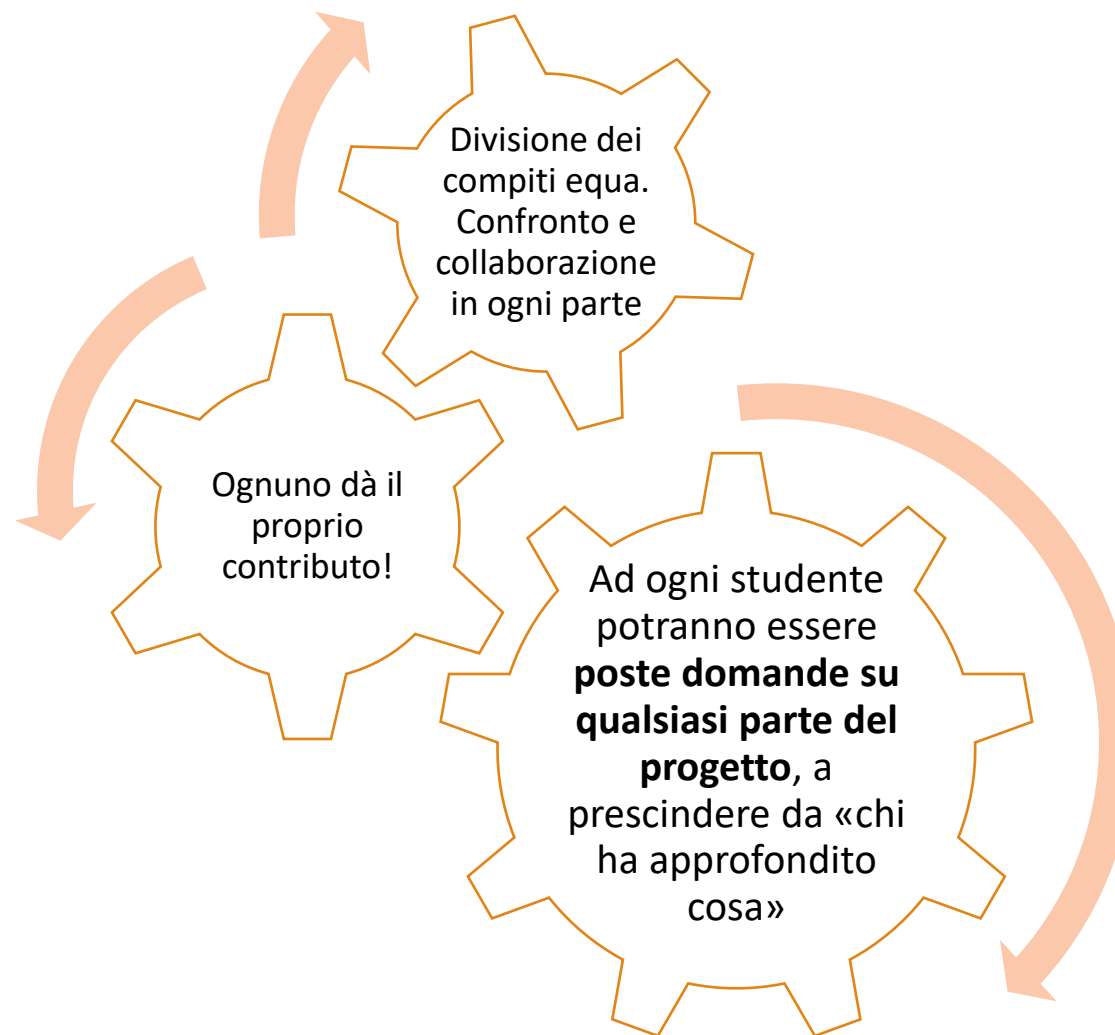 Divisione dei
compiti equa.
Confronto e
collaborazione
in ogni parte
Ognuno dà il
proprio
contributo!
Ad ogni studente
potranno essere
poste domande su
qualsiasi parte del
progetto, a
prescindere da «chi
ha approfondito
cosa»